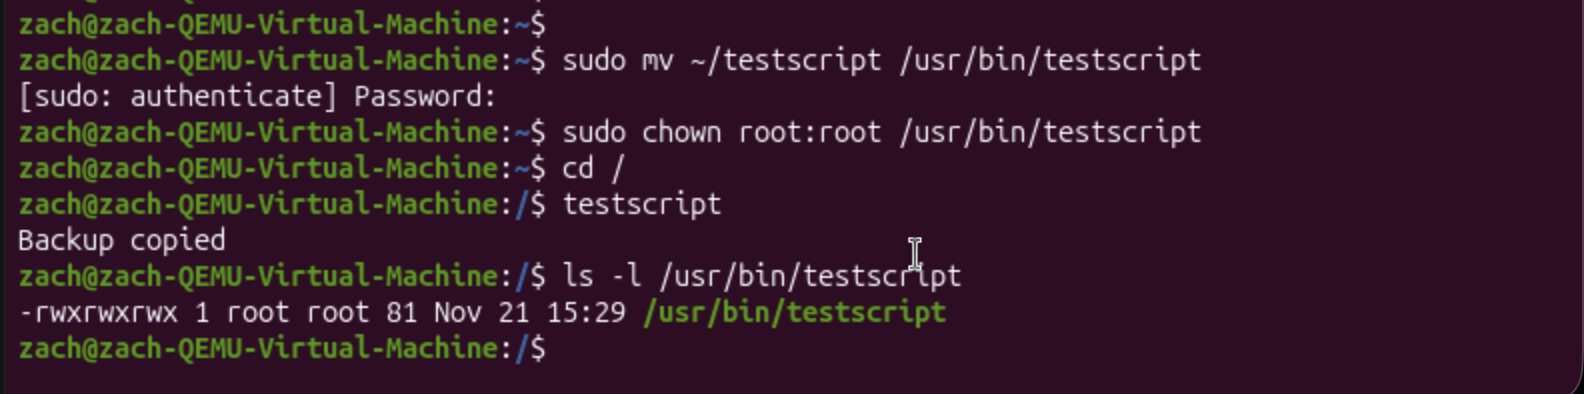 zach@zach-QEMU-Virtual-Machine:~$
zach@zach-QEMU-Virtual-Machine:~$ sudo mv ~/testscript /usr/bin/testscript
[sudo: authenticate] Password:
zach@zach-QEMU-Virtual-Machine:~$ sudo chown root:root /usr/bin/testscript
zach@zach-QEMU-Virtual-Machine:~$ cd /
zach@zach-QEMU-Virtual-Machine:/$ testscript
Backup copied
zach@zach-QEMU-Virtual-Machine:/$ ls -l /usr/bin/testscript
-rwxrwxrwx 1 root root 81 Nov 21 15:29 /usr/bin/testscript
zach@zach-QEMU-Virtual-Machine:/$